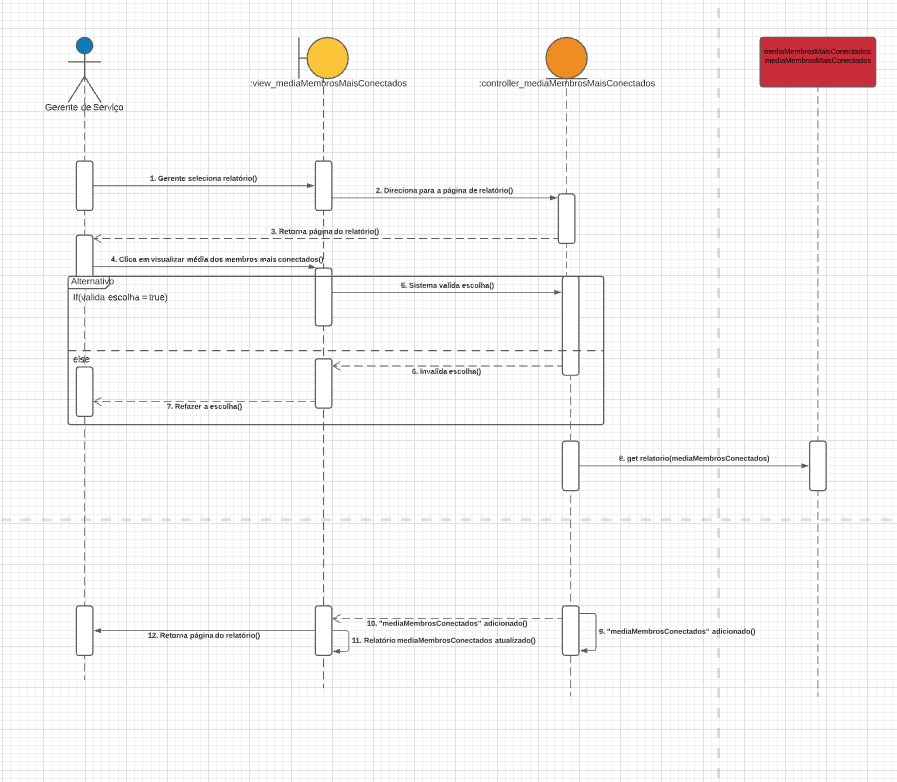 mediaMembrosMaisConectados:
mediaMembrosMaisConectados
:view_mediaMembrosMaisConectados
:controller_mediaMembrosMaisConectados
Gerente de Serviço
1. Gerente seleciona relatório()
2. Direciona para a página de relatório()
3. Retorna página do relatório()
4. Clica em visualizar média dos membros mais conectados()
Alternativo
5. Sistema valida escolha()
If(valida escolha = true)
else
6. Invalida escolha()
7. Refazer a escolha()
8. get relatorio(mediaMembrosConectados)
10. "mediaMembrosConectados" adicionado()
9. "mediaMembrosConectados" adicionado()
12. Retorna página do relatório()
11. Relatório mediaMembrosConectados atualizado()